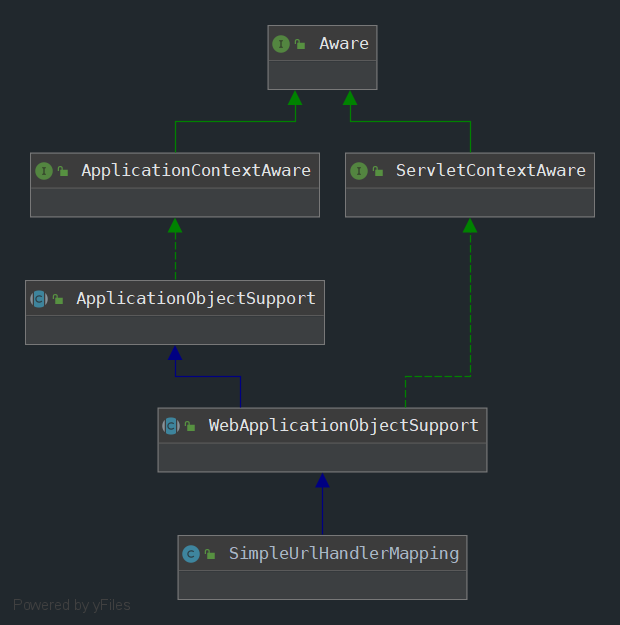 I Aware
I ApplicationContextAware
I ServletContextAware
C ApplicationObjectSupport
C WebApplicationObjectSupport
C SimpleUrlHandlerMapping
Powered by yFiles